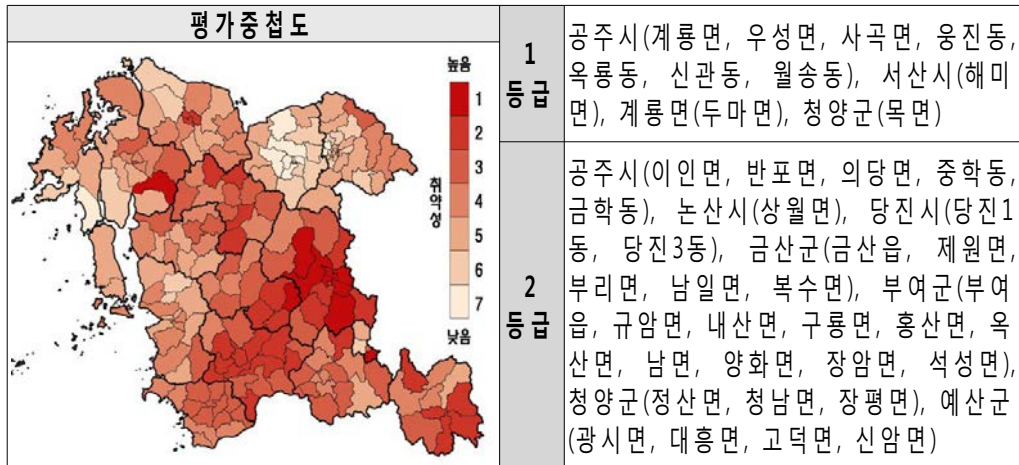 평가중첩도
높음
1
2
3
4
5
6
7
낮음
취약성
1
등급
공주시(계룡면, 우성면, 사곡면, 웅진동,
옥룡동, 신관동, 월송동), 서산시(해미
면), 계룡면(두마면), 청양군(목면)
2
등급
공주시(이인면, 반포면, 의당면, 중학동,
금학동), 논산시(상월면), 당진시(당진1
동, 당진3동), 금산군(금산읍, 제원면,
부리면, 남일면, 복수면), 부여군(부여
읍, 규암면, 내산면, 구룡면, 홍산면, 옥
산면, 남면, 양화면, 장암면, 석성면),
청양군(정산면, 청남면, 장평면), 예산군
(광시면, 대흥면, 고덕면, 신암면)